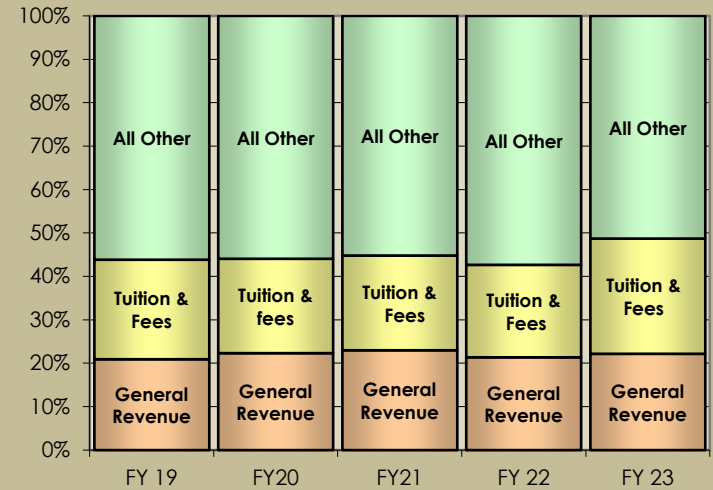 100%
90%
80%
70%
60%
50%
40%
30%
20%
10%
0%
All Other
All Other
All Other
All Other
All Other
Tuition &
Fees
Tuition &
fees
Tuition &
Fees
Tuition &
Fees
Tuition &
Fees
General
Revenue
General
Revenue
General
Revenue
General
Revenue
General
Revenue
FY 19
FY20
FY21
FY 22
FY 23